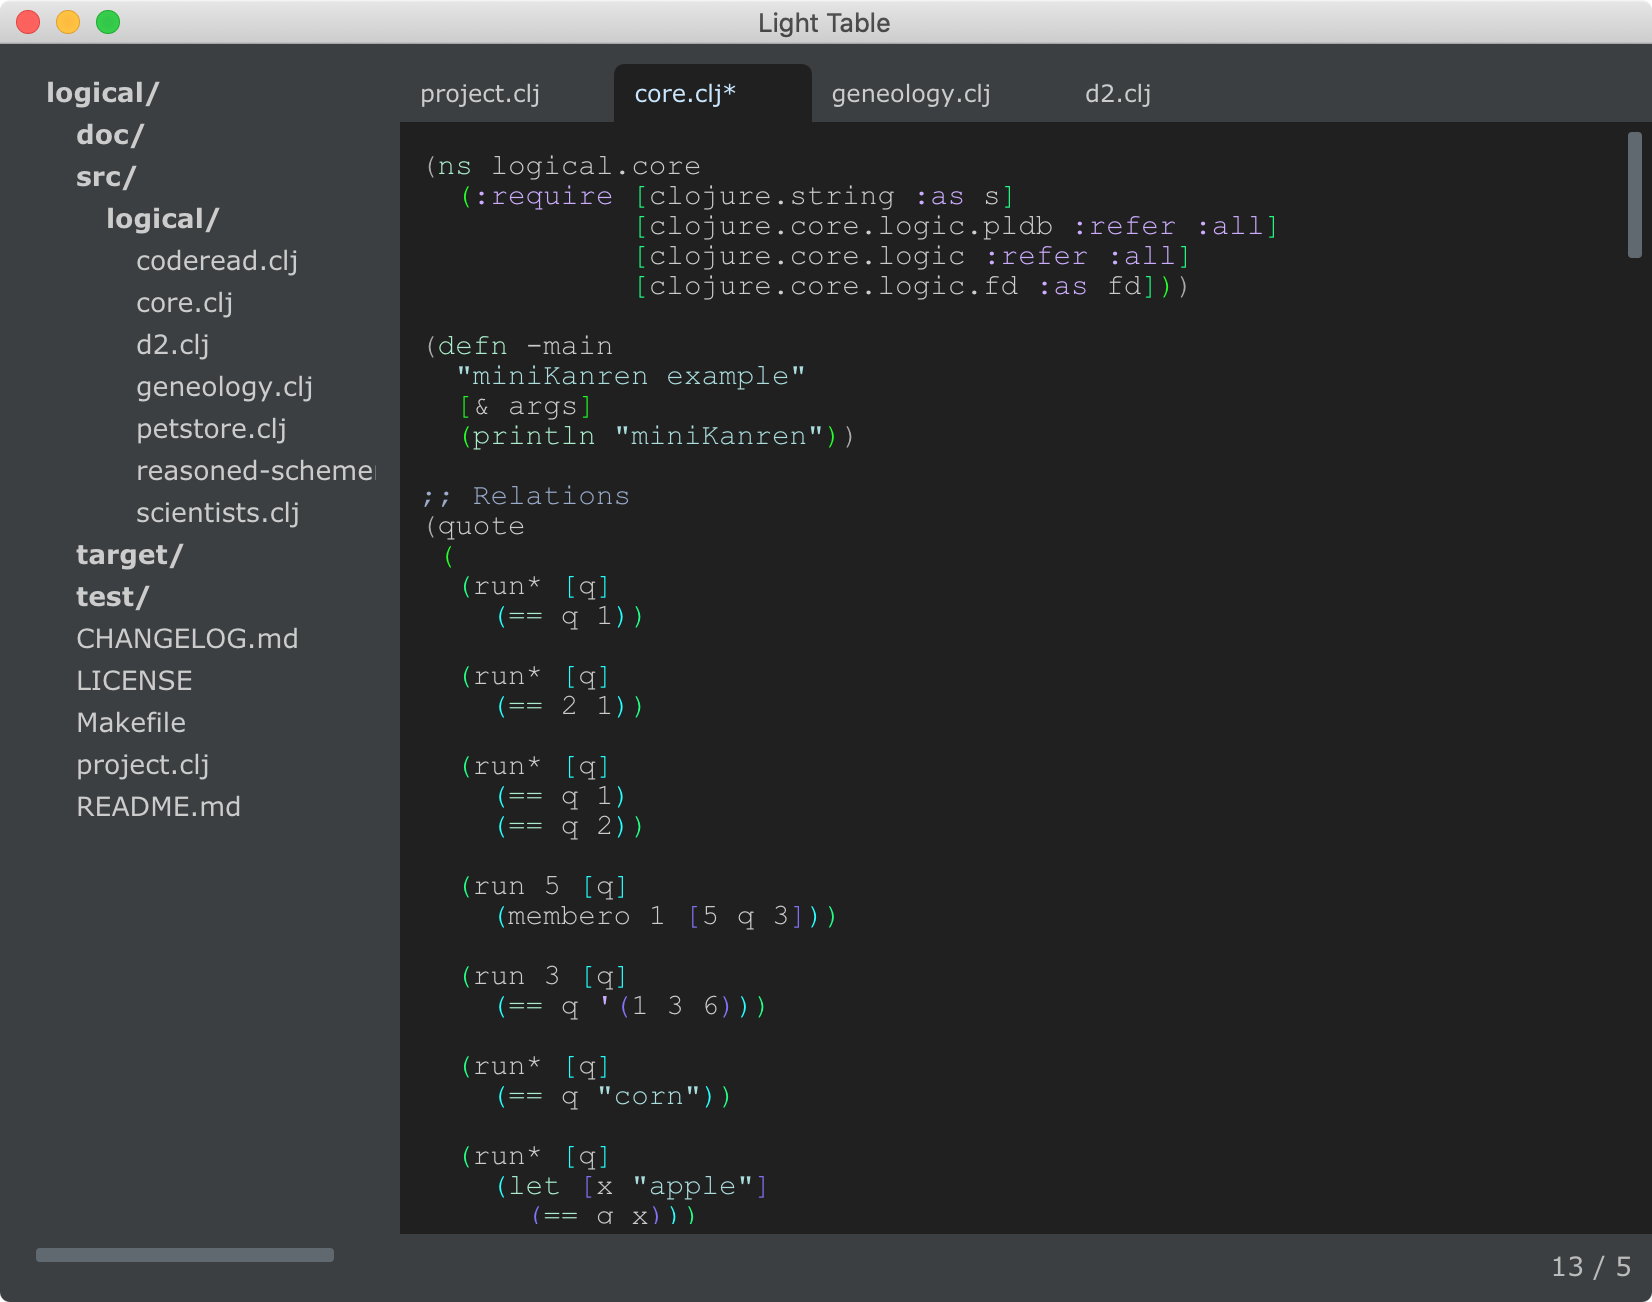 Light Table
logical/
doc/
src/
logical/
coderead.clj
core.clj
d2.clj
geneology.clj
petstore.clj
reasoned-scheme
scientists.clj
target/
test/
CHANGELOG.md
LICENSE
Makefile
project.clj
README.md
project.clj core.clj* geneology.clj d2.clj
(ns logical.core
  (:require [clojure.string :as s]
            [clojure.core.logic.pldb :refer :all]
            [clojure.core.logic :refer :all]
            [clojure.core.logic.fd :as fd]))
(defn -main
  "miniKanren example"
  [& args]
  (println "miniKanren"))
;; Relations
(quote
 (
  (run* [q]
    (== q 1))
  (run* [q]
    (== 2 1))
  (run* [q]
    (== q 1)
    (== q 2))
  (run 5 [q]
    (membero 1 [5 q 3]))
  (run 3 [q]
    (== q '(1 3 6)))
  (run* [q]
    (== q "corn"))
  (run* [q]
    (let [x "apple"]
      (== q x)))
13 / 5